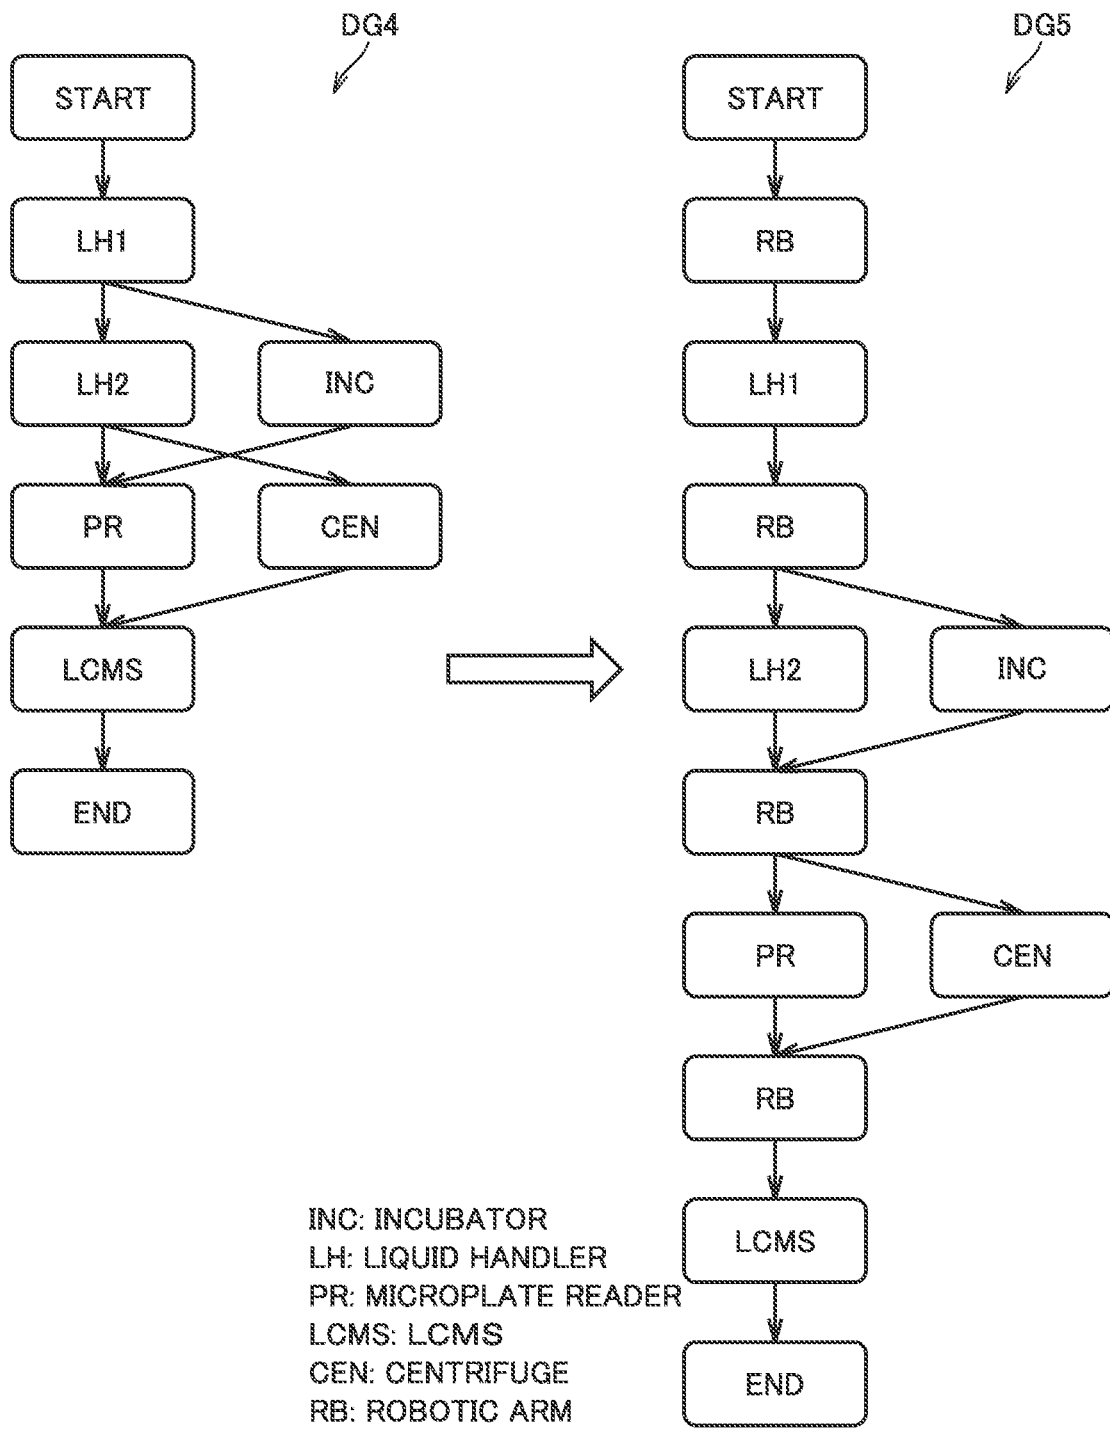 DG4
START
LH1
LH2
INC
PR
CEN
LCMS
END
DG5
START
RB
LH1
RB
LH2
INC
RB
PR
CEN
RB
LCMS
END
INC: INCUBATOR
LH: LIQUID HANDLER
PR: MICROPLATE READER
LCMS: LCMS
CEN: CENTRIFUGE
RB: ROBOTIC ARM